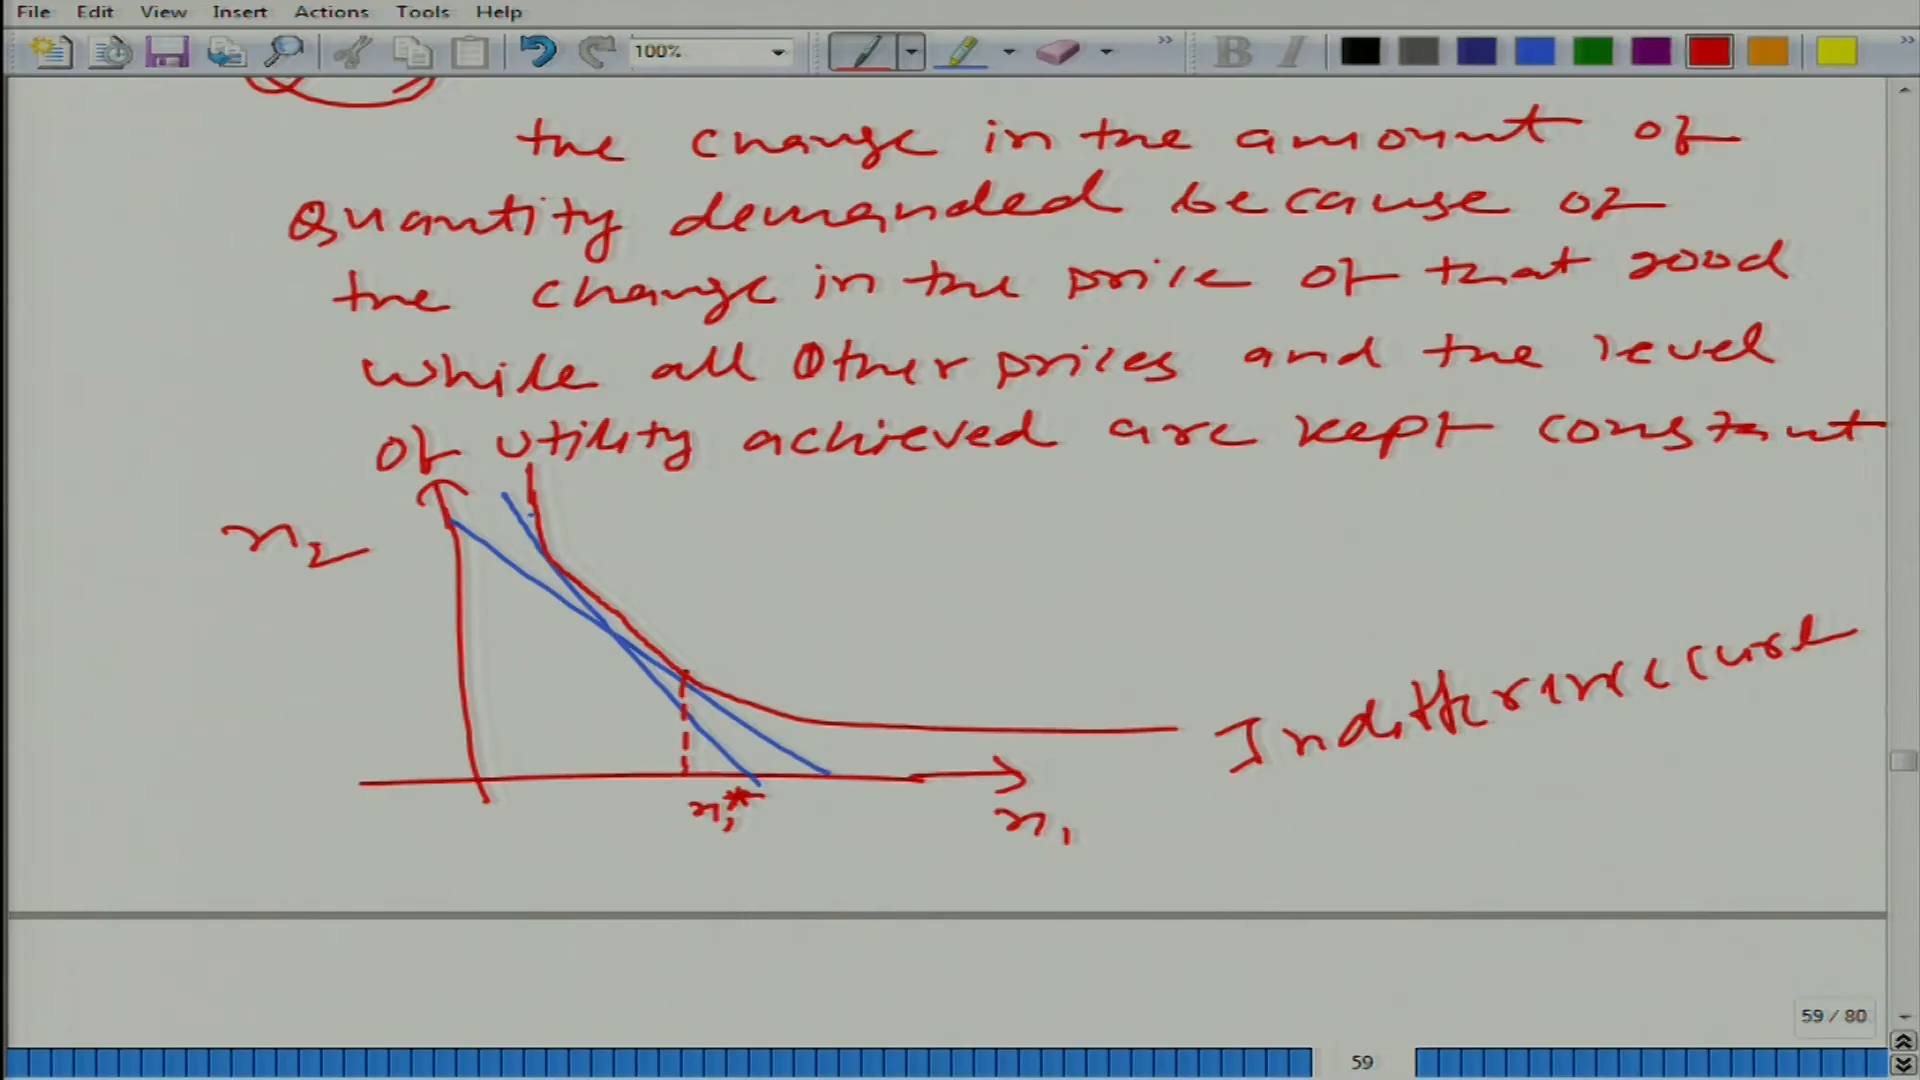 File Edit View Insert Actions Tools Help
100%
the change in the amount of
Quantity demanded because of
the change in the price of that good
while all other prices and the level
of utility achieved are kept constant
x2
Indifference curve
x1*
x1
59 / 80
59